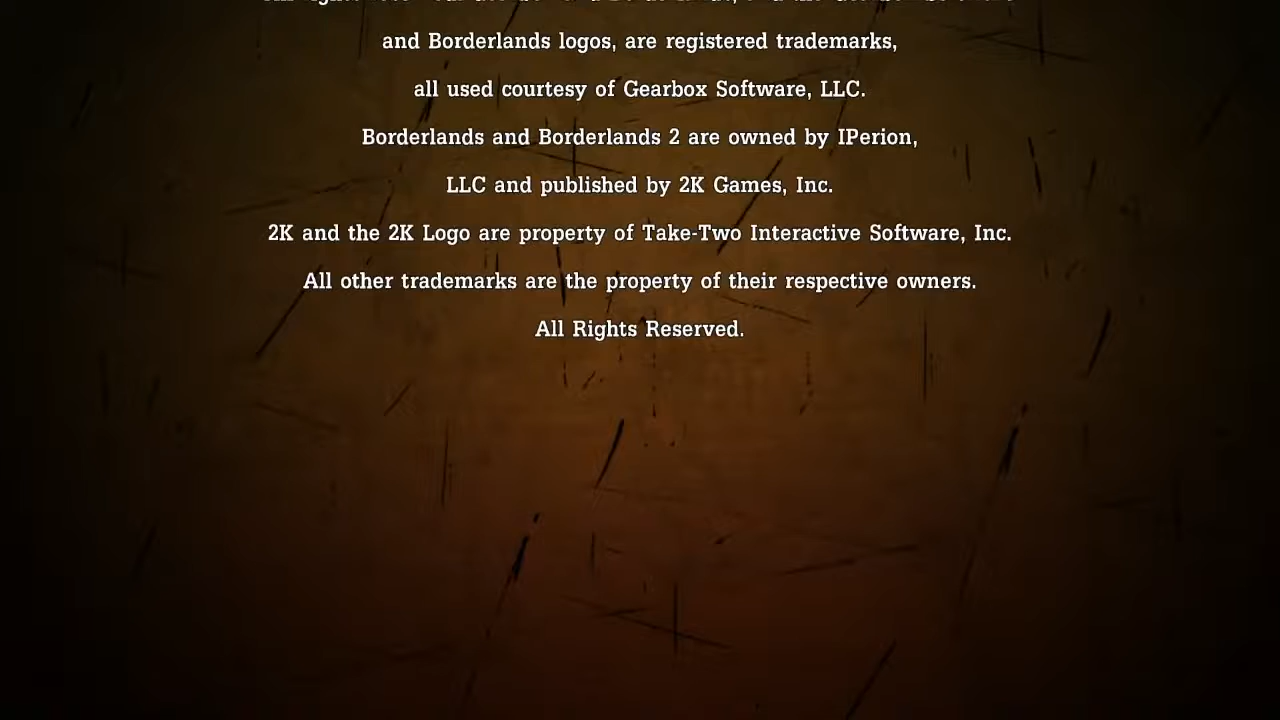 and Borderlands logos, are registered trademarks,
all used courtesy of Gearbox Software, LLC.
Borderlands and Borderlands 2 are owned by IPerion,
LLC and published by 2K Games, Inc.
2K and the 2K Logo are property of Take-Two Interactive Software, Inc.
All other trademarks are the property of their respective owners.
All Rights Reserved.